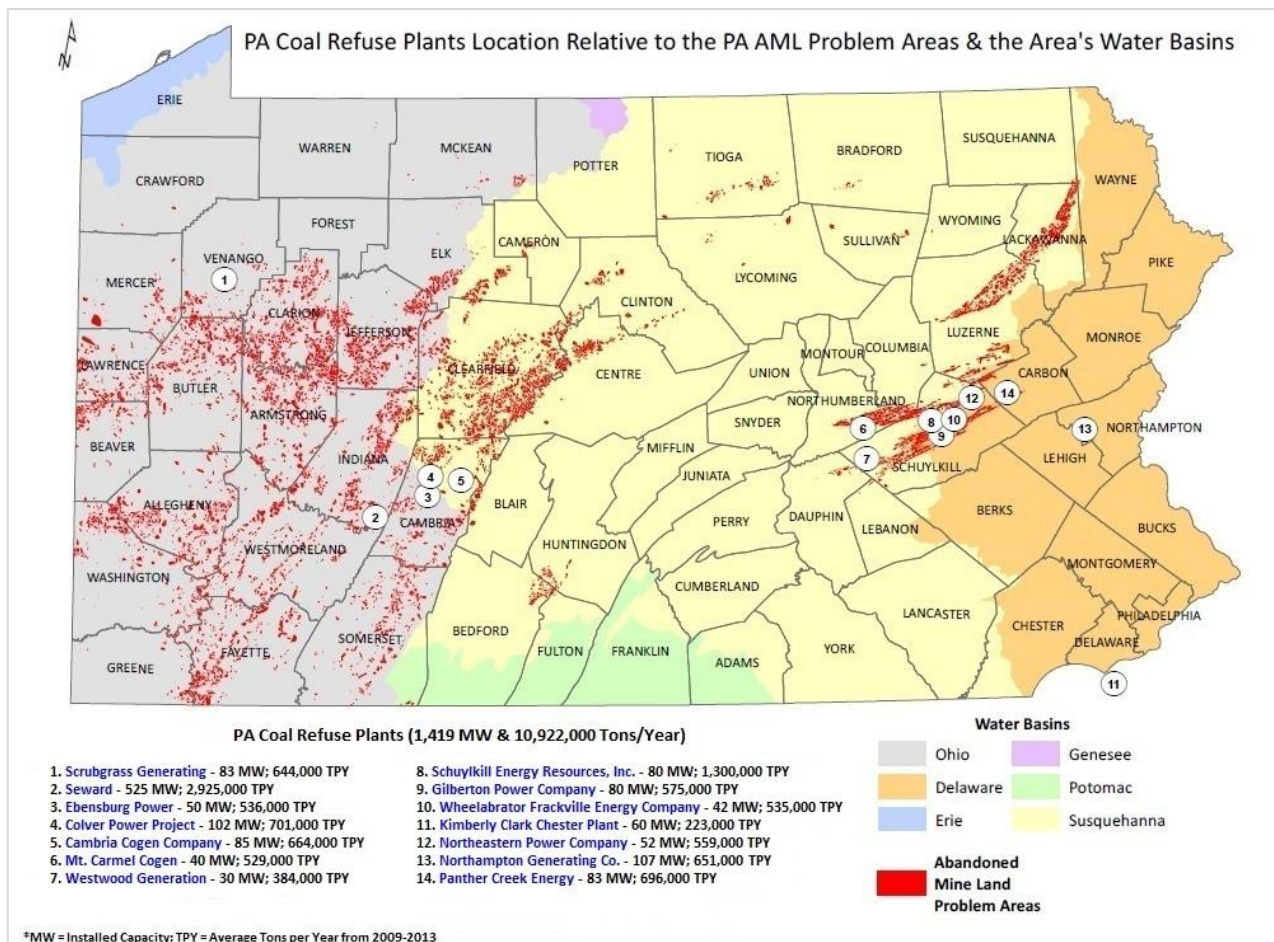 N
PA Coal Refuse Plants Location Relative to the PA AML Problem Areas & the Area's Water Basins
ERIE
WARREN
MCKEAN
POTTER
TIOGA
BRADFORD
SUSQUEHANNA
WAYNE
CRAWFORD
FOREST
ELK
CAMERON
WYOMING
LACKAWANNA
SULLIVAN
PIKE
VENANGO
1
MERCER
LYCOMING
CLINTON
CLARION
JEFFERSON
LUZERNE
MONROE
LAWRENCE
BUTLER
CLEARFIELD
CENTRE
UNION
MONTOUR
COLUMBIA
CARBON
ARMSTRONG
NORTHUMBERLAND
12
14
SNYDER
6
8
10
9
13
NORTHAMPTON
BEAVER
INDIANA
MIFFLIN
7
SCHUYLKILL
LEHIGH
4
5
3
JUNIATA
ALLEGHENY
2
CAMBRIA
BLAIR
PERRY
DAUPHIN
LEBANON
BERKS
BUCKS
WESTMORELAND
HUNTINGDON
MONTGOMERY
WASHINGTON
CUMBERLAND
LANCASTER
PHILADELPHIA
SOMERSET
BEDFORD
CHESTER
DELAWARE
FAYETTE
FULTON
FRANKLIN
ADAMS
YORK
GREENE
11
PA Coal Refuse Plants (1,419 MW & 10,922,000 Tons/Year)
1. Scrubgrass Generating - 83 MW; 644,000 TPY
2. Seward - 525 MW; 2,925,000 TPY
3. Ebensburg Power - 50 MW; 536,000 TPY
4. Colver Power Project - 102 MW; 701,000 TPY
5. Cambria Cogen Company - 85 MW; 664,000 TPY
6. Mt. Carmel Cogen - 40 MW; 529,000 TPY
7. Westwood Generation - 30 MW; 384,000 TPY
8. Schuylkill Energy Resources, Inc. - 80 MW; 1,300,000 TPY
9. Gilberton Power Company - 80 MW; 575,000 TPY
10. Wheelabrator Frackville Energy Company - 42 MW; 535,000 TPY
11. Kimberly Clark Chester Plant - 60 MW; 223,000 TPY
12. Northeastern Power Company - 52 MW; 559,000 TPY
13. Northampton Generating Co. - 107 MW; 651,000 TPY
14. Panther Creek Energy - 83 MW; 696,000 TPY
Water Basins
Ohio
Delaware
Erie
Genesee
Potomac
Susquehanna
Abandoned
Mine Land
Problem Areas
*MW = Installed Capacity; TPY = Average Tons per Year from 2009-2013